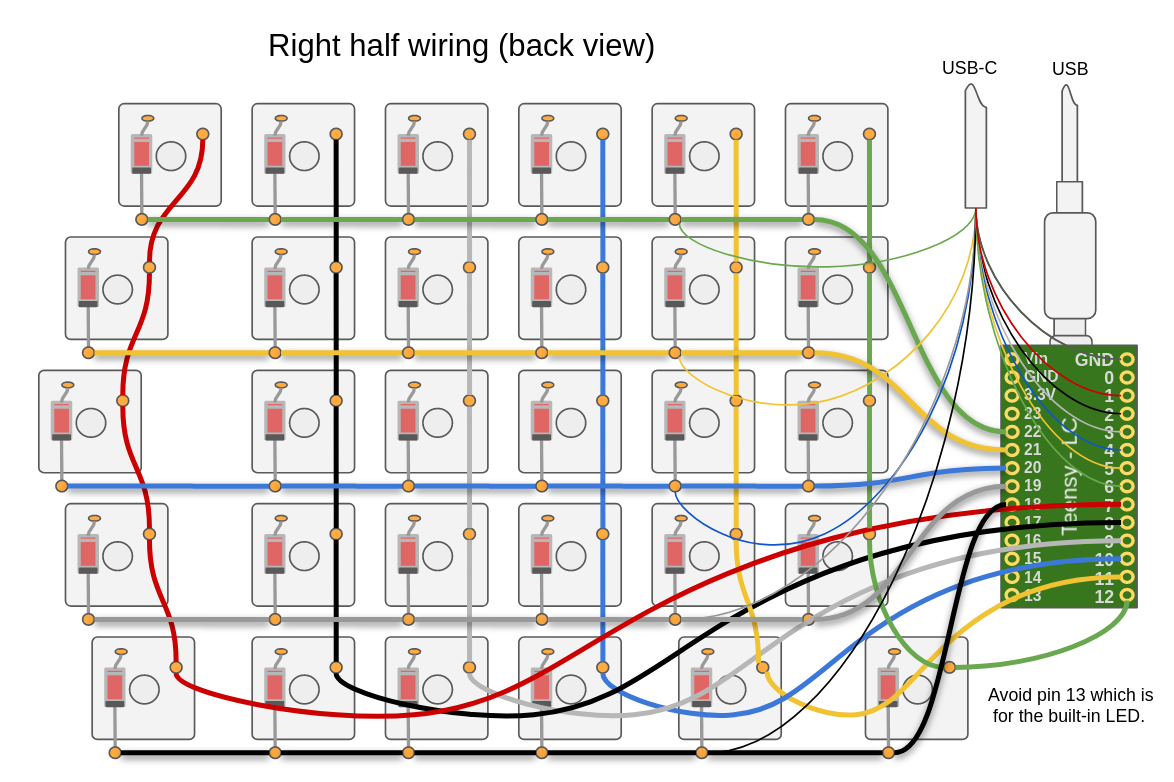 Right half wiring (back view)
USB-C
USB
Vin
GND
GND
0
3.3V
1
23
2
22
3
21
4
20
5
19
6
18
7
17
8
16
9
15
10
14
11
13
12
Teensy - LC
Avoid pin 13 which is
for the built-in LED.